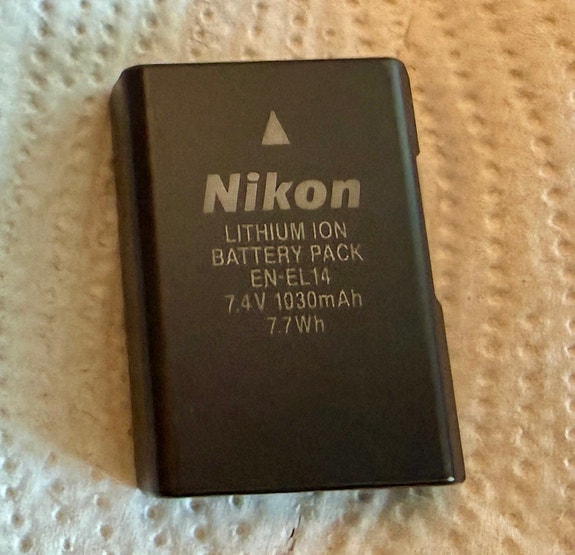 Nikon
LITHIUM ION
BATTERY PACK
EN-EL14
7.4V 1030mAh
7.7Wh